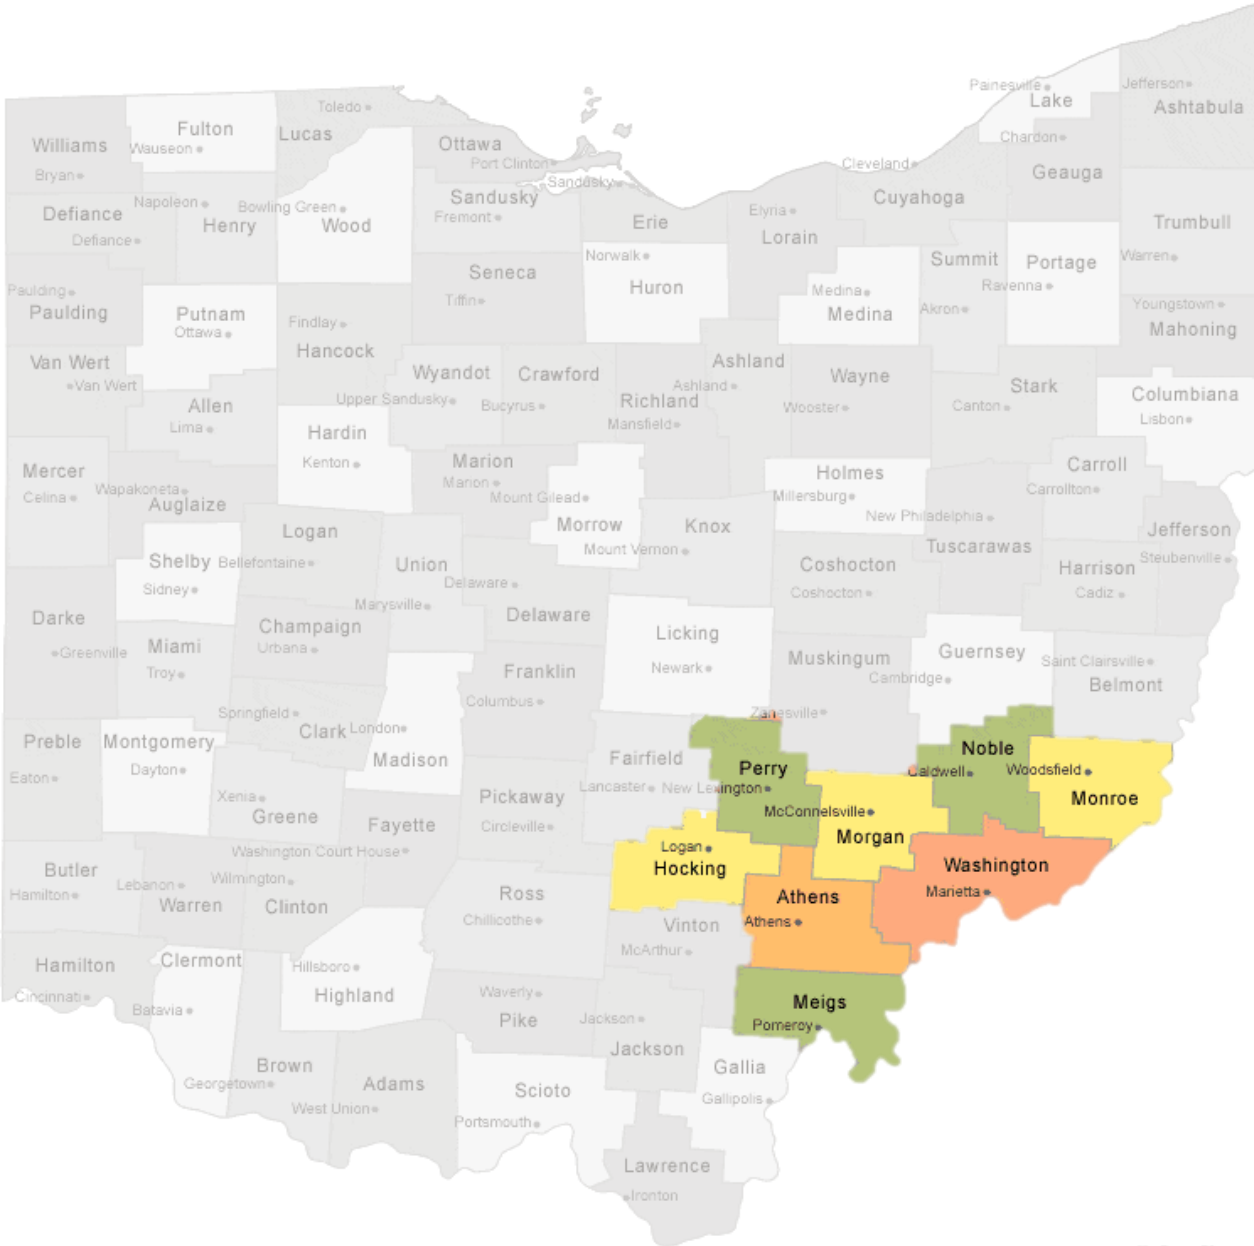 Painesville
Lake
Jefferson
Ashtabula
Toledo
Fulton
Lucas
Wauseon
Williams
Bryan
Chardon
Geauga
Ottawa
Port Clinton
Cleveland
Sandusky
Cuyahoga
Napoleon
Bowling Green
Sandusky
Fremont
Defiance
Defiance
Henry
Wood
Erie
Elyria
Lorain
Trumbull
Warren
Norwalk
Huron
Seneca
Tiffin
Summit
Akron
Portage
Ravenna
Medina
Medina
Paulding
Paulding
Putnam
Ottawa
Findlay
Hancock
Youngstown
Mahoning
Van Wert
Van Wert
Allen
Lima
Wyandot
Upper Sandusky
Crawford
Bucyrus
Richland
Mansfield
Ashland
Ashland
Wayne
Wooster
Stark
Canton
Columbiana
Lisbon
Hardin
Kenton
Mercer
Celina
Wapakoneta
Auglaize
Marion
Marion
Mount Gilead
Morrow
Holmes
Millersburg
Carroll
Carrollton
New Philadelphia
Tuscarawas
Jefferson
Steubenville
Logan
Bellefontaine
Shelby
Sidney
Union
Marysville
Delaware
Delaware
Knox
Mount Vernon
Coshocton
Coshocton
Harrison
Cadiz
Darke
Greenville
Miami
Troy
Champaign
Urbana
Licking
Newark
Muskingum
Zanesville
Guernsey
Cambridge
Saint Clairsville
Belmont
Franklin
Columbus
Springfield
Clark
London
Madison
Preble
Eaton
Montgomery
Dayton
Fairfield
Lancaster
New Lexington
Perry
Noble
Caldwell
Woodsfield
Monroe
McConnelsville
Morgan
Xenia
Greene
Fayette
Washington Court House
Pickaway
Circleville
Logan
Hocking
Washington
Marietta
Athens
Athens
Butler
Hamilton
Lebanon
Warren
Wilmington
Clinton
Ross
Chillicothe
Vinton
McArthur
Hamilton
Cincinnati
Clermont
Batavia
Hillsboro
Highland
Waverly
Pike
Jackson
Jackson
Meigs
Pomeroy
Brown
Georgetown
Adams
West Union
Scioto
Portsmouth
Gallia
Gallipolis
Lawrence
Ironton